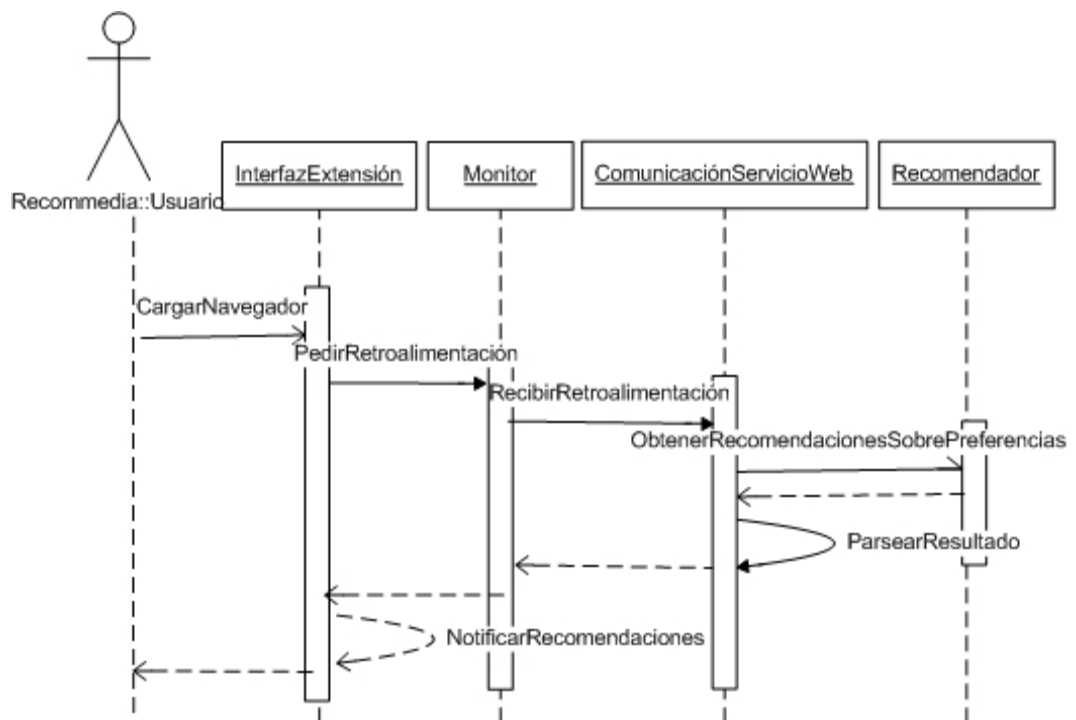 InterfazExtensión
Monitor
ComunicaciónServicioWeb
Recomendador
Recommedia::Usuario
CargarNavegador
PedirRetroalimentación
RecibirRetroalimentación
ObtenerRecomendacionesSobrePreferencias
ParsearResultado
NotificarRecomendaciones